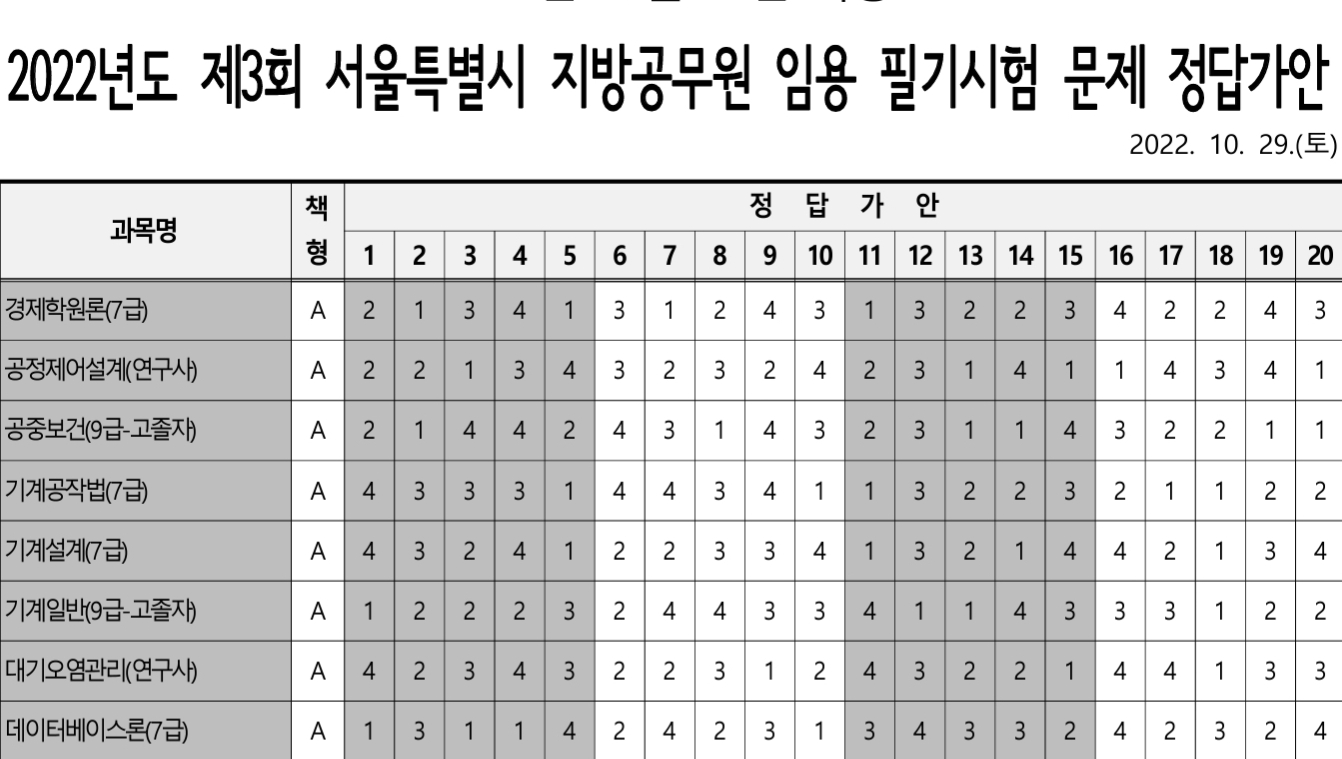 2022년도 제3회 서울특별시 지방공무원 임용 필기시험 문제 정답가안
2022. 10. 29.(토)
과목명 책형 정 답 가 안
1 2 3 4 5 6 7 8 9 10 11 12 13 14 15 16 17 18 19 20
경제학원론(7급) A 2 1 3 4 1 3 1 2 4 3 1 3 2 2 3 4 2 2 4 3
공정제어설계(연구사) A 2 2 1 3 4 3 2 3 2 4 2 3 1 4 1 1 4 3 4 1
공중보건(9급-고졸자) A 2 1 4 4 2 4 3 1 4 3 2 3 1 1 4 3 2 2 1 1
기계공작법(7급) A 4 3 3 3 1 4 4 3 4 1 1 3 2 2 3 2 1 1 2 2
기계설계(7급) A 4 3 2 4 1 2 2 3 3 4 1 3 2 1 4 4 2 1 3 4
기계일반(9급-고졸자) A 1 2 2 2 3 2 4 4 3 3 4 1 1 4 3 3 3 1 2 2
대기오염관리(연구사) A 4 2 3 4 3 2 2 3 1 2 4 3 2 2 1 4 4 1 3 3
데이터베이스론(7급) A 1 3 1 1 4 2 4 2 3 1 3 4 3 3 2 4 2 3 2 4